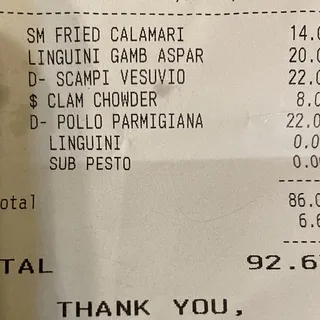 SM FRIED CALAMARI 14.0
LINGUINI GAMB ASPAR 20.0
D- SCAMPI VESUVIO 22.0
$ CLAM CHOWDER 8.0
D- POLLO PARMIGIANA 22.0
LINGUINI 0.0
SUB PESTO 0.0
otal 86.0
6.6
TAL 92.6
THANK YOU,